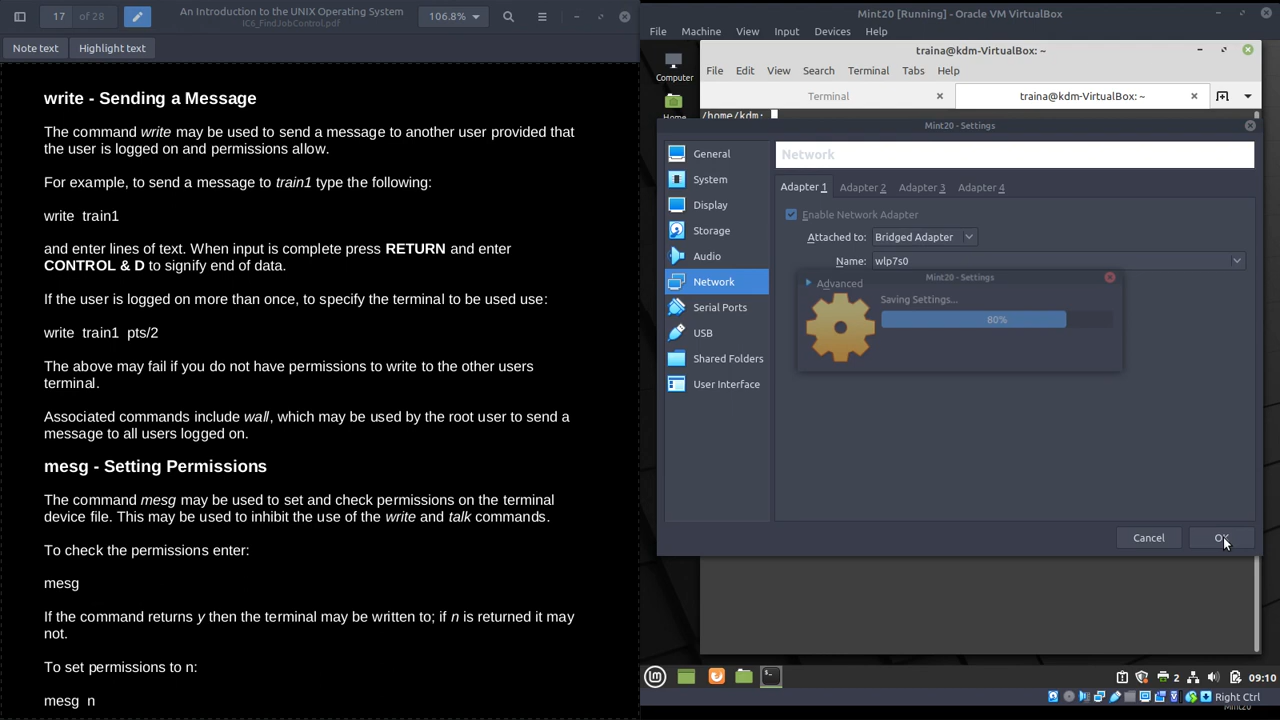 17 of 28
An Introduction to the UNIX Operating System
IC6_FindJobControl.pdf
106.8%
Note text
Highlight text
write - Sending a Message
The command write may be used to send a message to another user provided that
the user is logged on and permissions allow.
For example, to send a message to train1 type the following:
write train1
and enter lines of text. When input is complete press RETURN and enter
CONTROL & D to signify end of data.
If the user is logged on more than once, to specify the terminal to be used use:
write train1 pts/2
The above may fail if you do not have permissions to write to the other users
terminal.
Associated commands include wall, which may be used by the root user to send a
message to all users logged on.
mesg - Setting Permissions
The command mesg may be used to set and check permissions on the terminal
device file. This may be used to inhibit the use of the write and talk commands.
To check the permissions enter:
mesg
If the command returns y then the terminal may be written to; if n is returned it may
not.
To set permissions to n:
mesg n
Mint20 [Running] - Oracle VM VirtualBox
File Machine View Input Devices Help
Computer
Home
traina@kdm-VirtualBox: ~
File Edit View Search Terminal Tabs Help
Terminal
traina@kdm-VirtualBox: ~
/home/kdm:
Mint20 - Settings
General
System
Display
Storage
Audio
Network
Serial Ports
USB
Shared Folders
User Interface
Network
Adapter 1 Adapter 2 Adapter 3 Adapter 4
Enable Network Adapter
Attached to: Bridged Adapter
Name: wlp7s0
Advanced
Mint20 - Settings
Saving Settings...
80%
Cancel
OK
2
09:10
Right Ctrl
Mint20